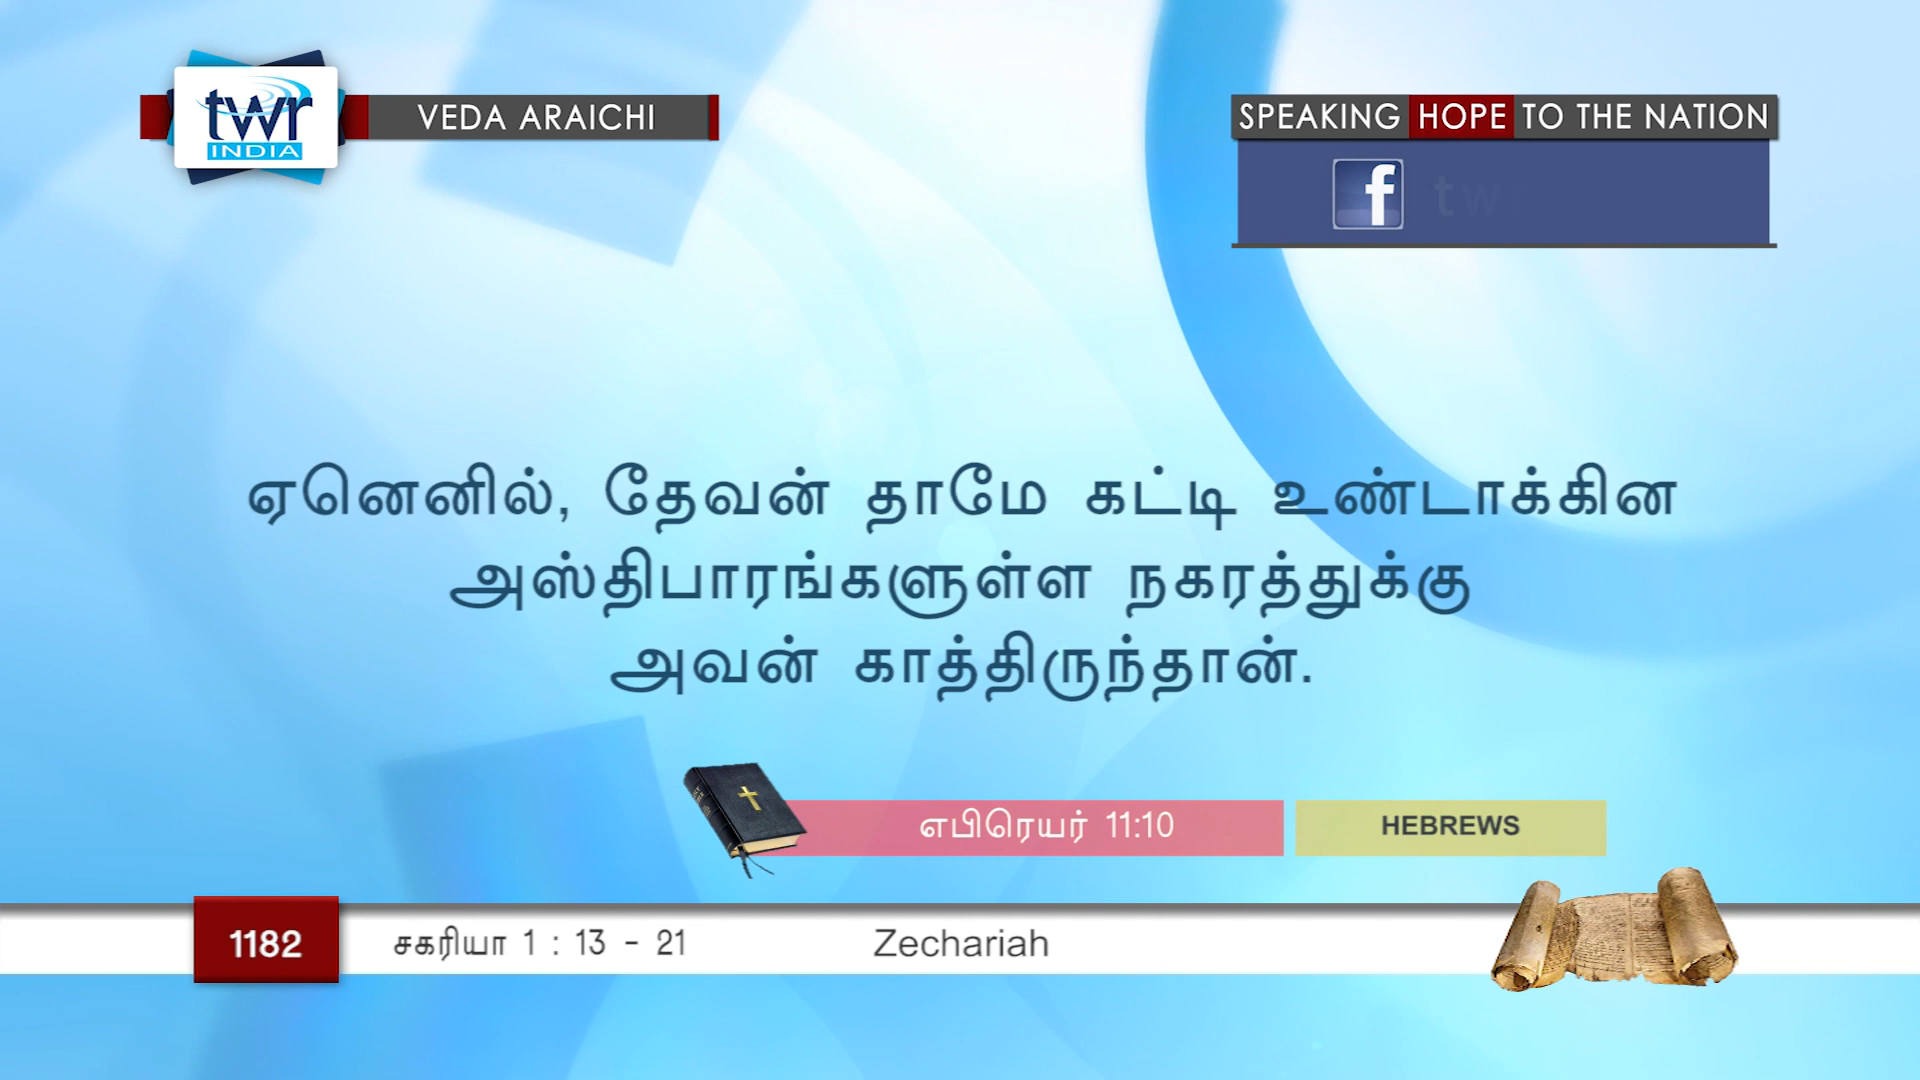 twr
INDIA
VEDA ARAICHI
SPEAKING HOPE TO THE NATION
f
ஏனெனில், தேவன் தாமே கட்டி உண்டாக்கின
அஸ்திபாரங்களுள்ள நகரத்துக்கு
அவன் காத்திருந்தான்.
எபிரெயர் 11:10
HEBREWS
1182
சகரியா 1 : 13 - 21
Zechariah